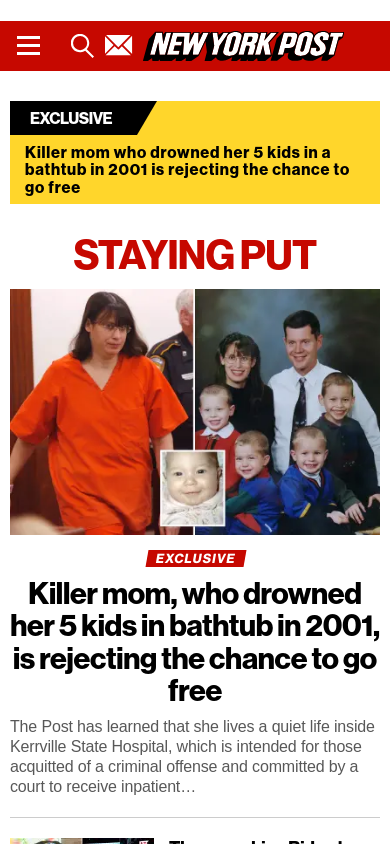 NEW YORK POST
EXCLUSIVE
Killer mom who drowned her 5 kids in a
bathtub in 2001 is rejecting the chance to
go free
STAYING PUT
EXCLUSIVE
Killer mom, who drowned
her 5 kids in bathtub in 2001,
is rejecting the chance to go
free
The Post has learned that she lives a quiet life inside
Kerrville State Hospital, which is intended for those
acquitted of a criminal offense and committed by a
court to receive inpatient…